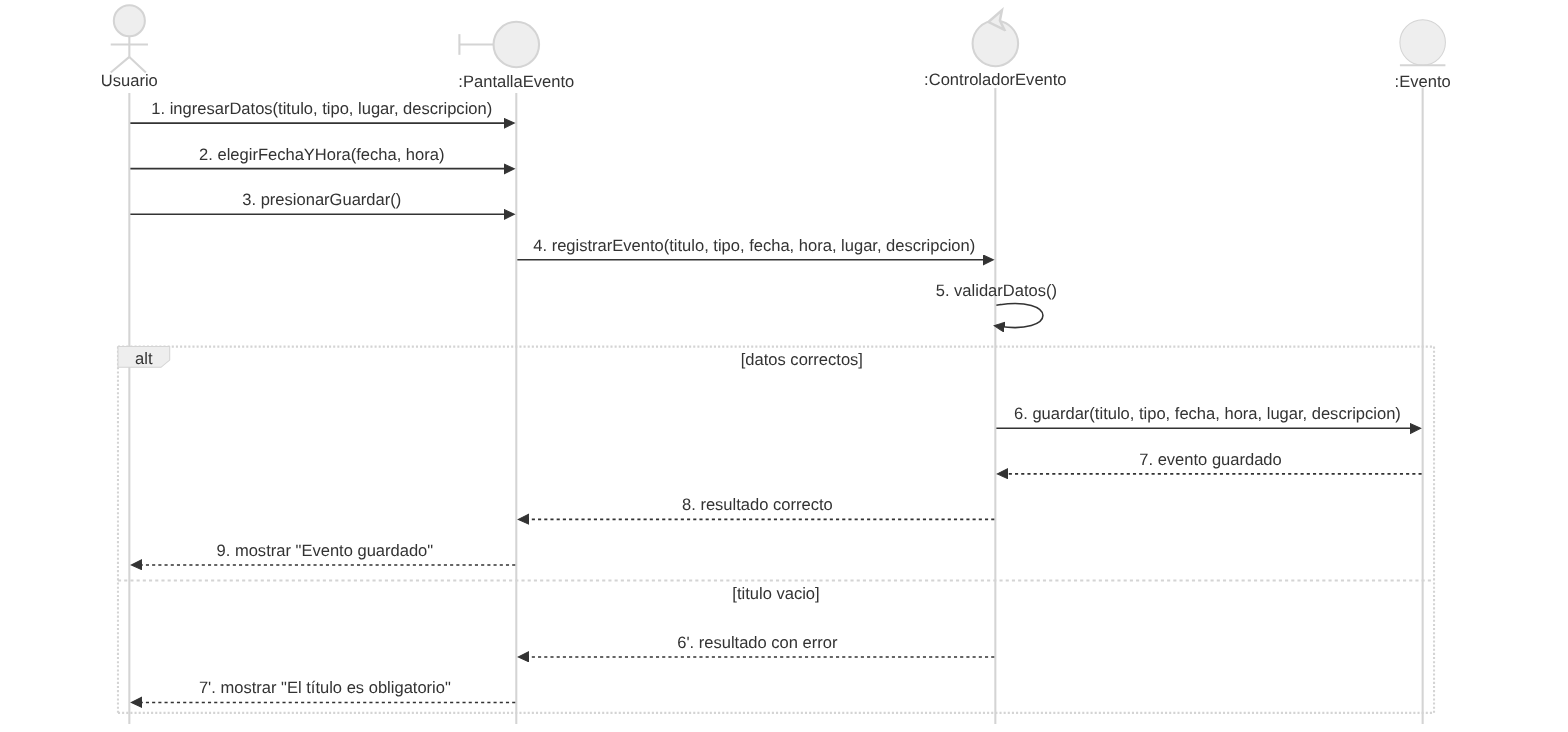 Usuario
:PantallaEvento
:ControladorEvento
:Evento
1. ingresarDatos(titulo, tipo, lugar, descripcion)
2. elegirFechaYHora(fecha, hora)
3. presionarGuardar()
4. registrarEvento(titulo, tipo, fecha, hora, lugar, descripcion)
5. validarDatos()
alt
[datos correctos]
6. guardar(titulo, tipo, fecha, hora, lugar, descripcion)
7. evento guardado
8. resultado correcto
9. mostrar "Evento guardado"
[titulo vacio]
6'. resultado con error
7'. mostrar "El título es obligatorio"